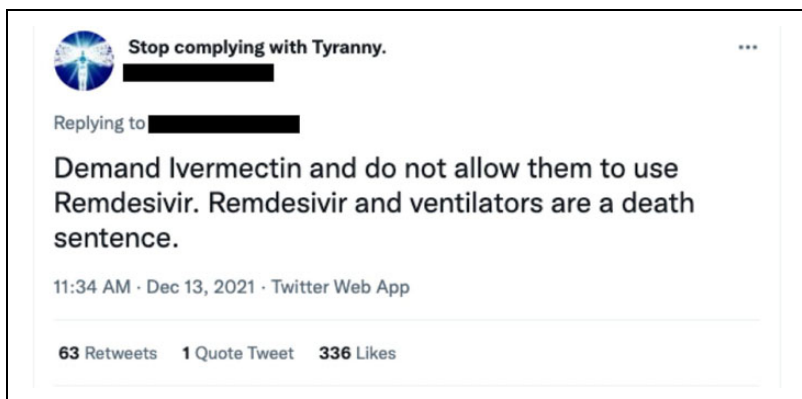 Stop complying with Tyranny.
Replying to
Demand Ivermectin and do not allow them to use
Remdesivir. Remdesivir and ventilators are a death
sentence.
11:34 AM · Dec 13, 2021 · Twitter Web App
63 Retweets 1 Quote Tweet 336 Likes